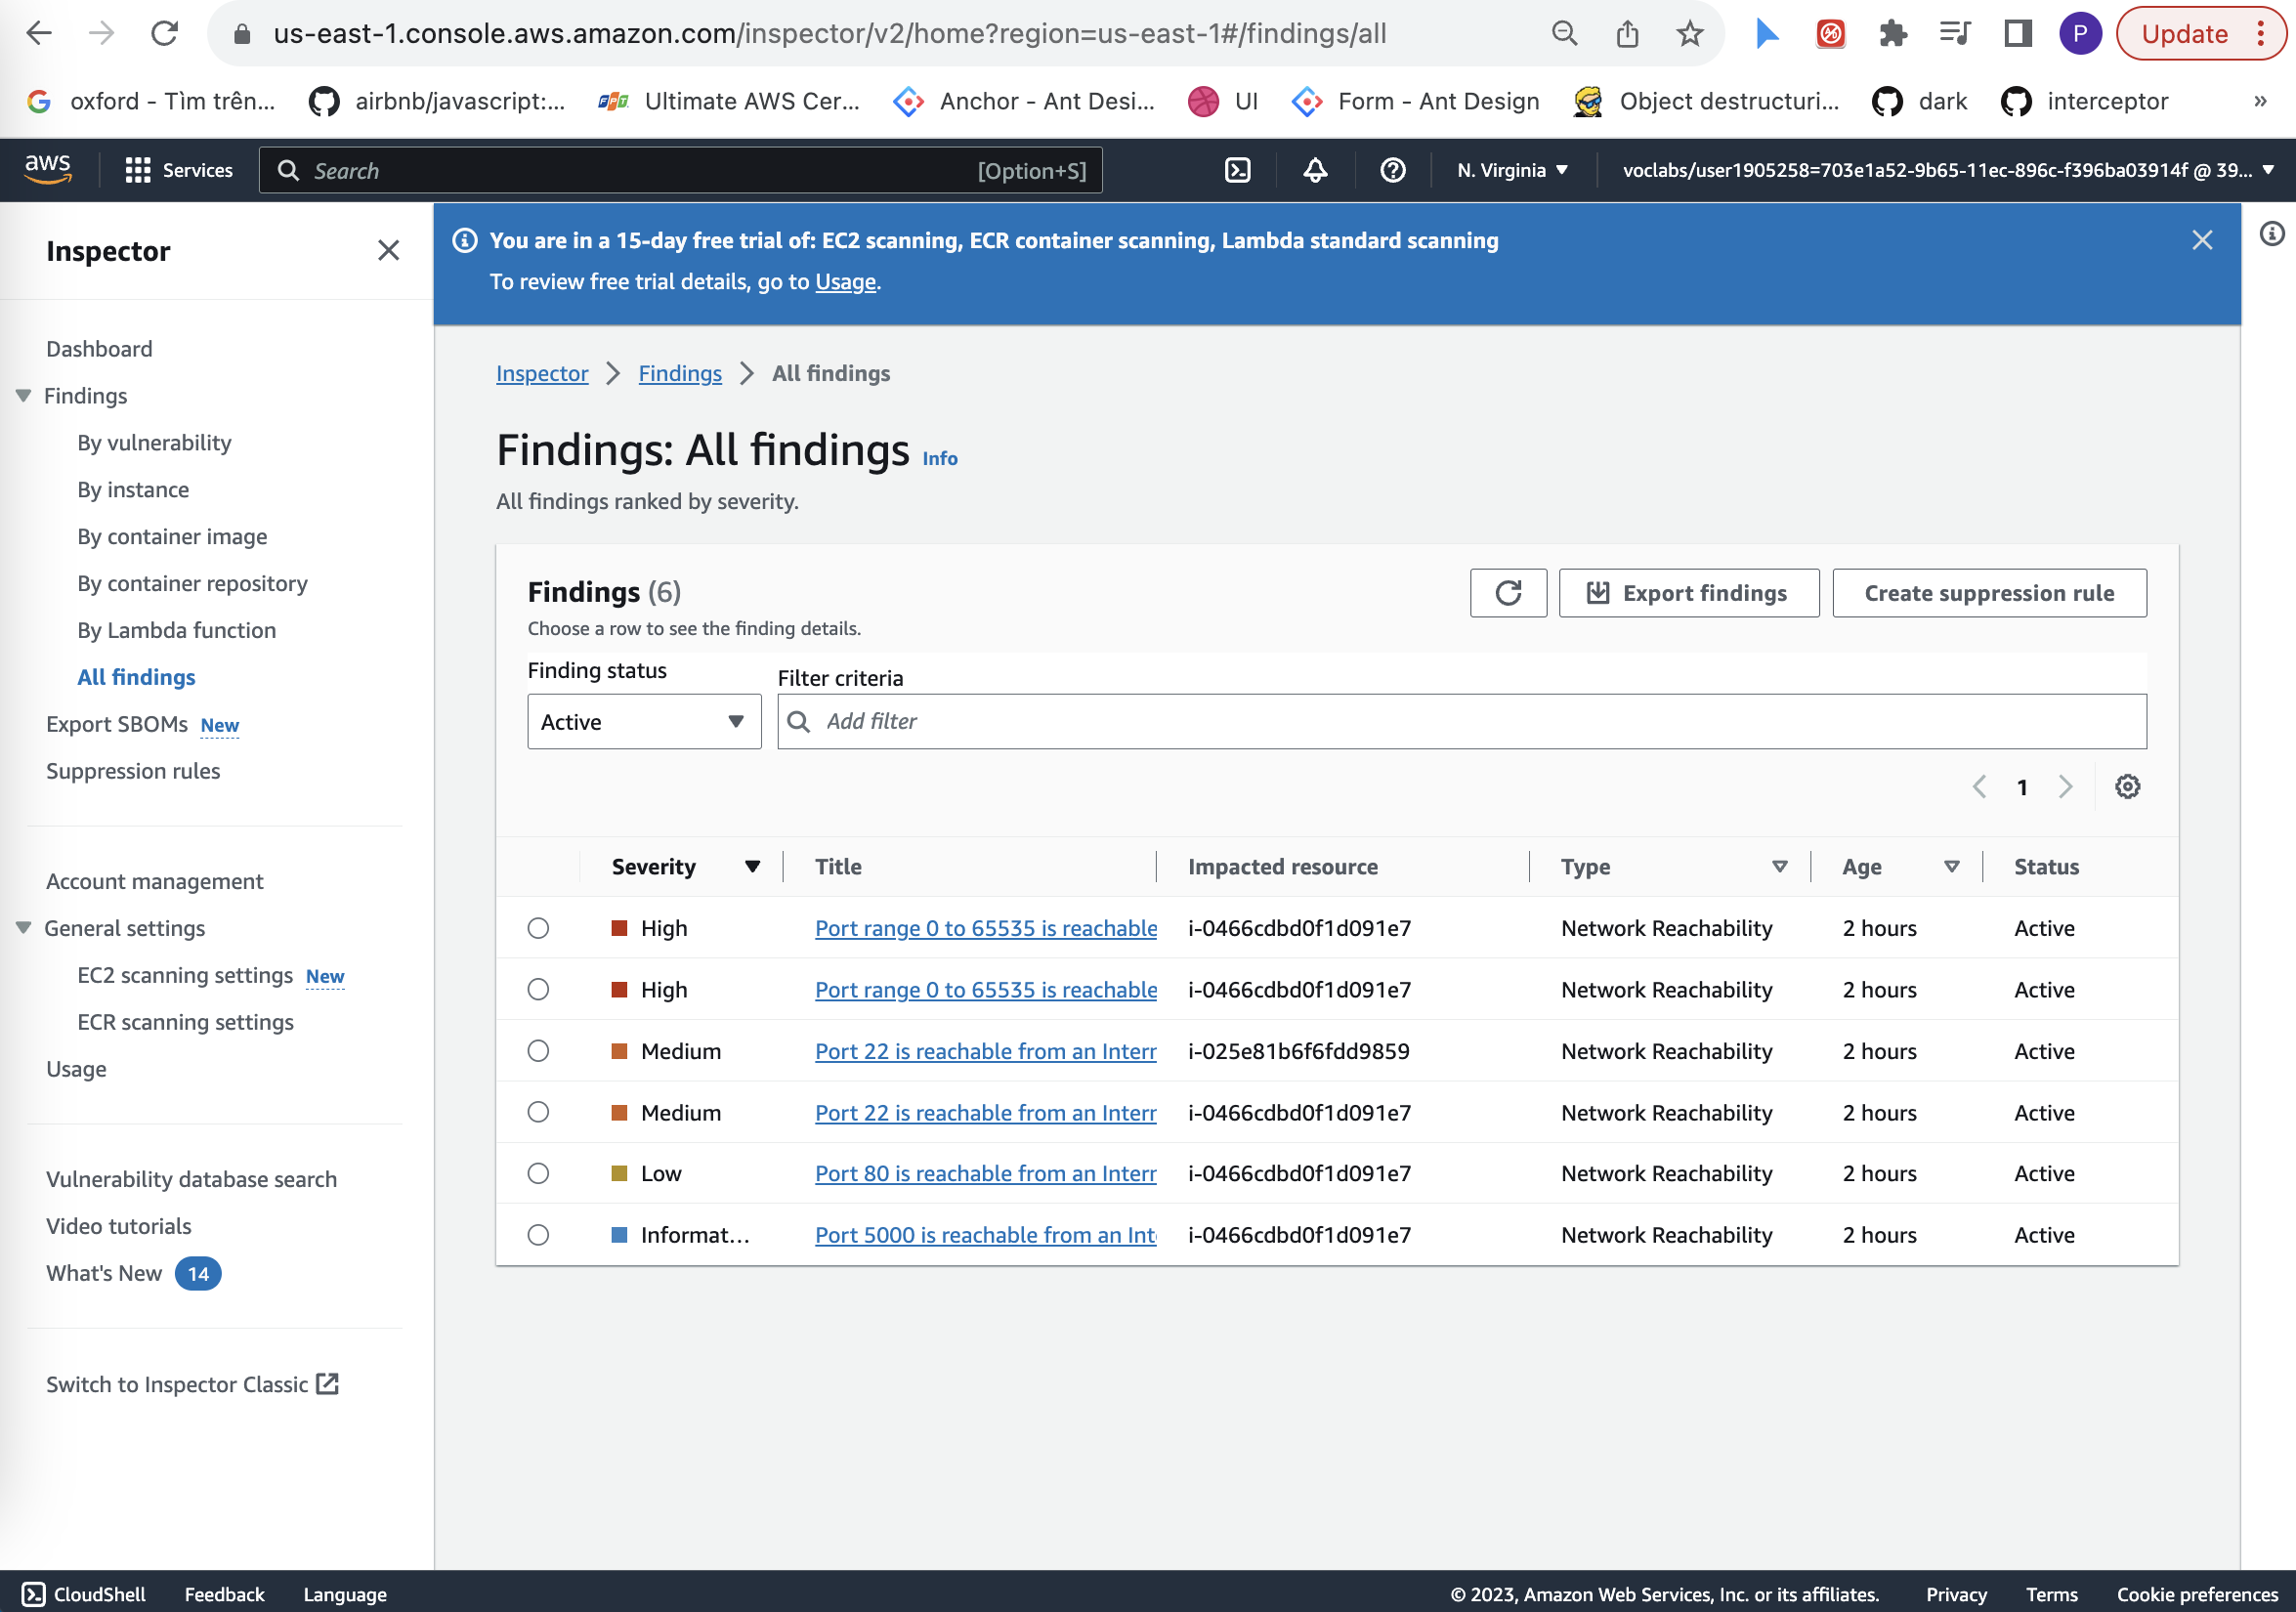 us-east-1.console.aws.amazon.com/inspector/v2/home?region=us-east-1#/findings/all
P
Update
oxford - Tìm trên...
airbnb/javascript:...
FPT
Ultimate AWS Cer...
Anchor - Ant Desi...
UI
Form - Ant Design
Object destructuri...
dark
interceptor
»
aws
Services
Search
[Option+S]
N. Virginia
voclabs/user1905258=703e1a52-9b65-11ec-896c-f396ba03914f @ 39...
Inspector
Dashboard
Findings
By vulnerability
By instance
By container image
By container repository
By Lambda function
All findings
Export SBOMs New
Suppression rules
Account management
General settings
EC2 scanning settings New
ECR scanning settings
Usage
Vulnerability database search
Video tutorials
What's New 14
Switch to Inspector Classic
You are in a 15-day free trial of: EC2 scanning, ECR container scanning, Lambda standard scanning
To review free trial details, go to Usage.
Inspector > Findings > All findings
Findings: All findings Info
All findings ranked by severity.
Findings (6)
Choose a row to see the finding details.
Export findings
Create suppression rule
Finding status
Active
Filter criteria
Add filter
1
Severity Title Impacted resource Type Age Status
High Port range 0 to 65535 is reachable i-0466cdbd0f1d091e7 Network Reachability 2 hours Active
High Port range 0 to 65535 is reachable i-0466cdbd0f1d091e7 Network Reachability 2 hours Active
Medium Port 22 is reachable from an Intern i-025e81b6f6fdd9859 Network Reachability 2 hours Active
Medium Port 22 is reachable from an Intern i-0466cdbd0f1d091e7 Network Reachability 2 hours Active
Low Port 80 is reachable from an Intern i-0466cdbd0f1d091e7 Network Reachability 2 hours Active
Informat... Port 5000 is reachable from an Int i-0466cdbd0f1d091e7 Network Reachability 2 hours Active
CloudShell
Feedback
Language
© 2023, Amazon Web Services, Inc. or its affiliates.
Privacy
Terms
Cookie preferences